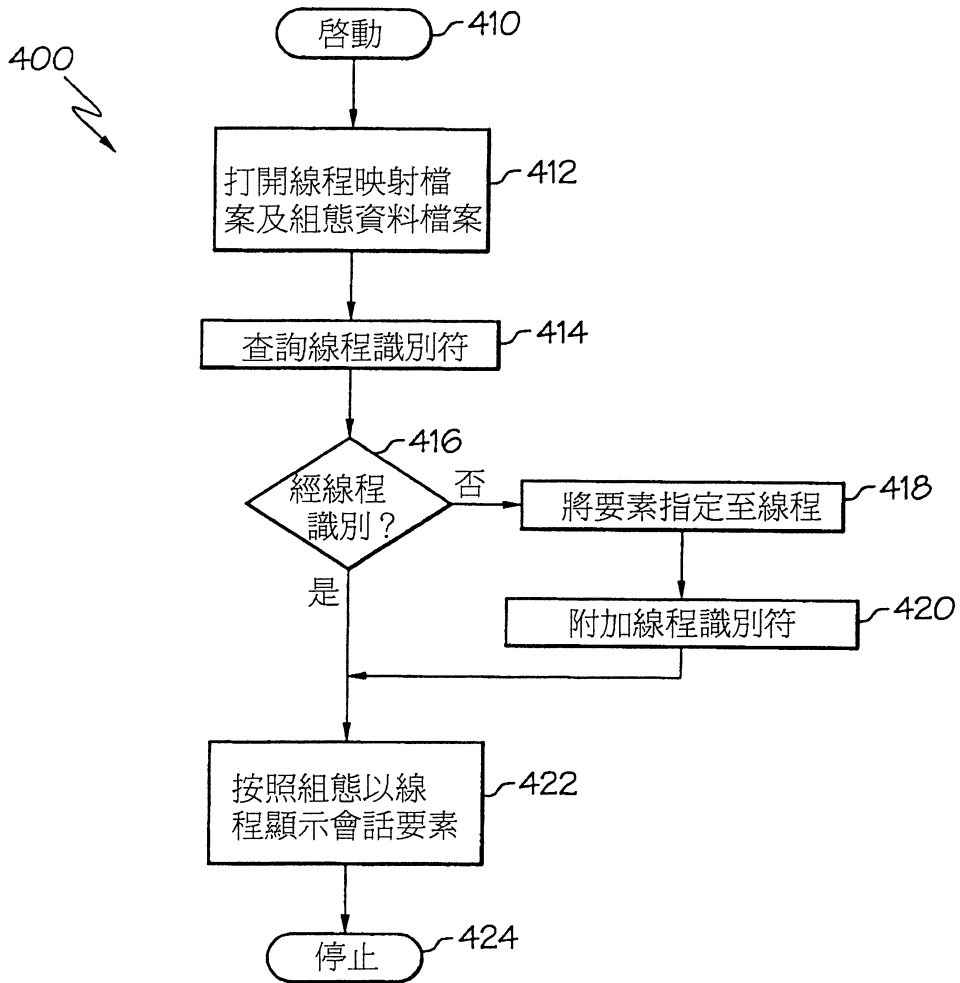 啓動
410
400
打開線程映射檔
案及組態資料檔案
412
查詢線程識別符
414
416
經線程
識別？
否
將要素指定至線程
418
是
附加線程識別符
420
按照組態以線
程顯示會話要素
422
停止
424